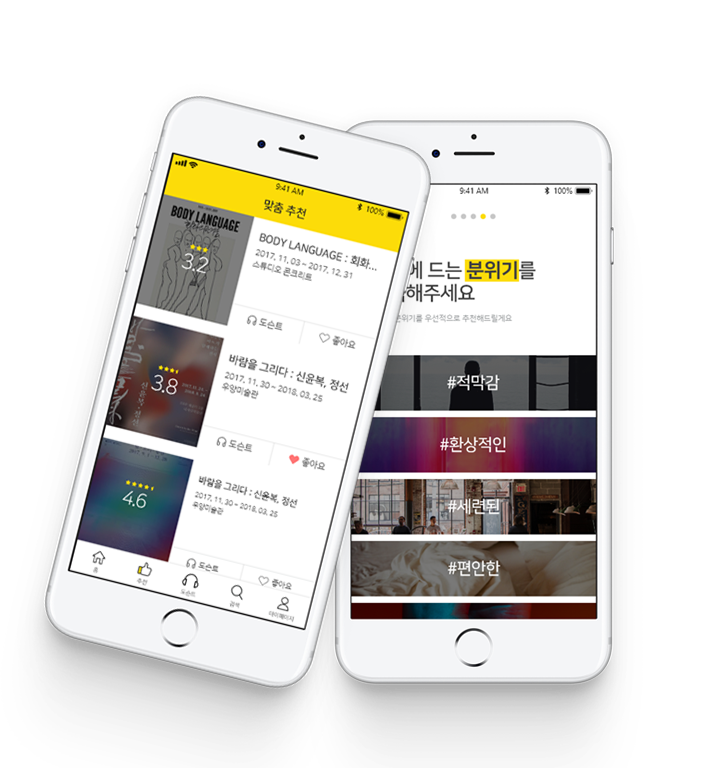 9:41 AM
100%
맞춤 추천
BODY LANGUAGE
3.2
BODY LANGUAGE : 회화...
2017. 11. 03 ~ 2017. 12. 31
스튜디오 콘크리트
도슨트
좋아요
3.8
신윤복, 정선
바람을 그리다 : 신윤복, 정선
2017. 11. 30 ~ 2018. 03. 25
우양미술관
도슨트
좋아요
4.6
바람을 그리다 : 신윤복, 정선
2017. 11. 30 ~ 2018. 03. 25
우양미술관
도슨트
좋아요
홈
추천
도슨트
검색
마이페이지
9:41 AM
100%
에 드는 분위기를
해주세요
분위기를 우선적으로 추천해드릴게요
#적막감
#환상적인
#세련된
#편안한